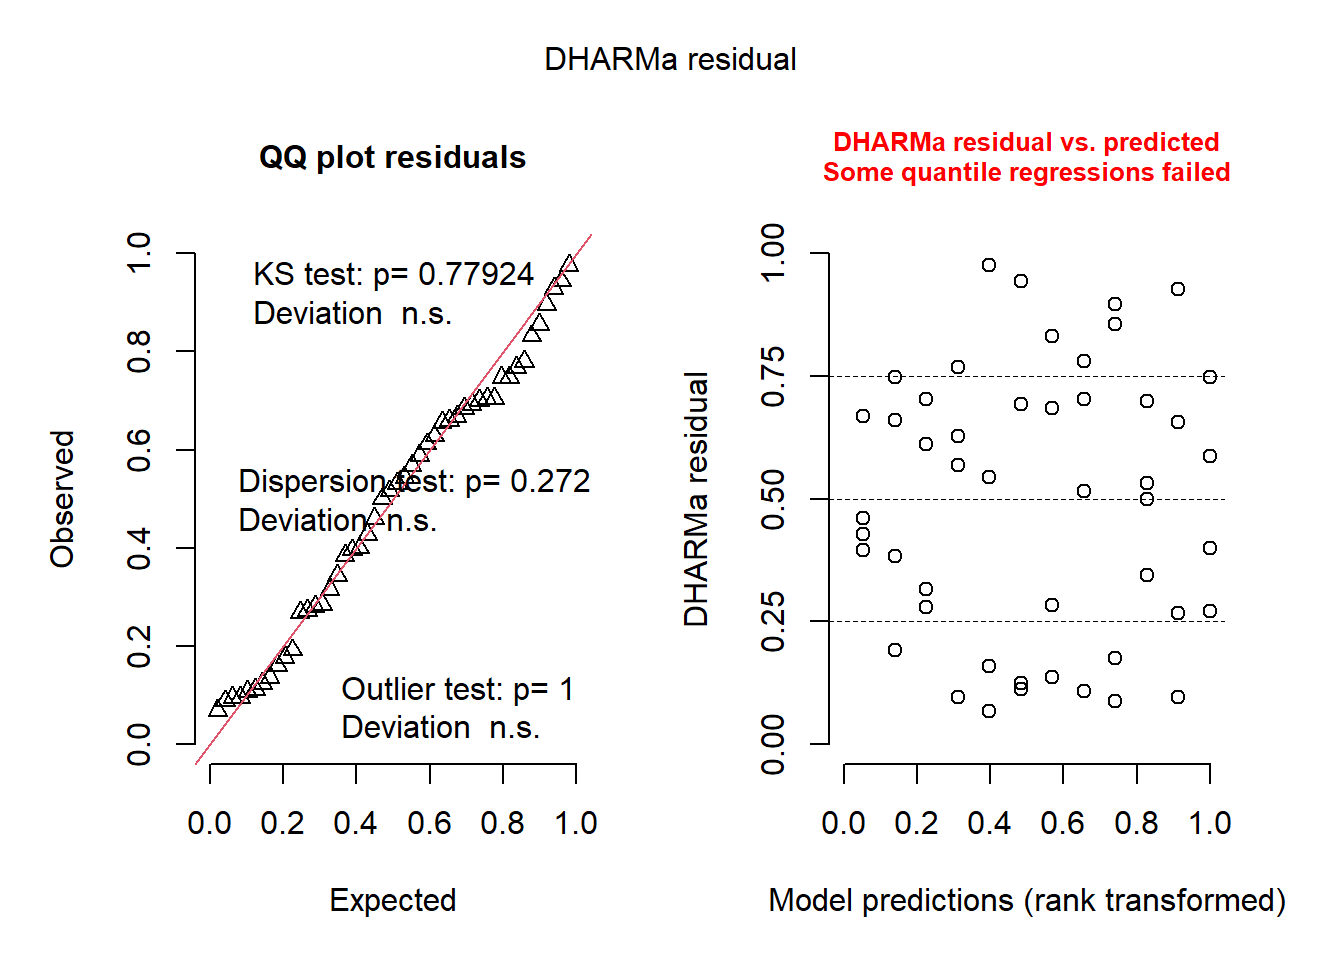 DHARMa residual
QQ plot residuals
KS test: p= 0.77924
Deviation  n.s.
Dispersion test: p= 0.272
Deviation  n.s.
Outlier test: p= 1
Deviation  n.s.
Observed
0.0
0.2
0.4
0.6
0.8
1.0
0.0 0.2 0.4 0.6 0.8 1.0
Expected
DHARMa residual vs. predicted
Some quantile regressions failed
DHARMa residual
0.00
0.25
0.50
0.75
1.00
0.0 0.2 0.4 0.6 0.8 1.0
Model predictions (rank transformed)